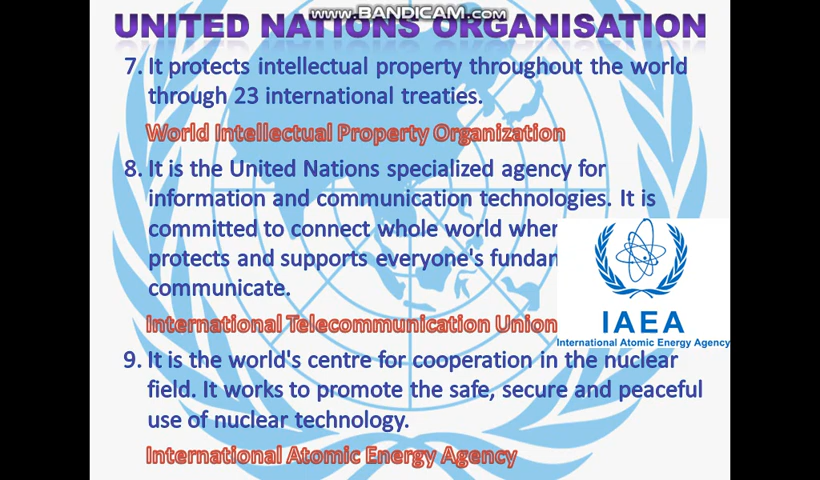 www.BANDICAM.com
UNITED NATIONS ORGANISATION
7. It protects intellectual property throughout the world
through 23 international treaties.
World Intellectual Property Organization
8. It is the United Nations specialized agency for
information and communication technologies. It is
committed to connect whole world
protects and supports everyone's
communicate.
International Telecommunication Union
IAEA
International Atomic Energy Agency
9. It is the world's centre for cooperation in the nuclear
field. It works to promote the safe, secure and peaceful
use of nuclear technology.
International Atomic Energy Agency